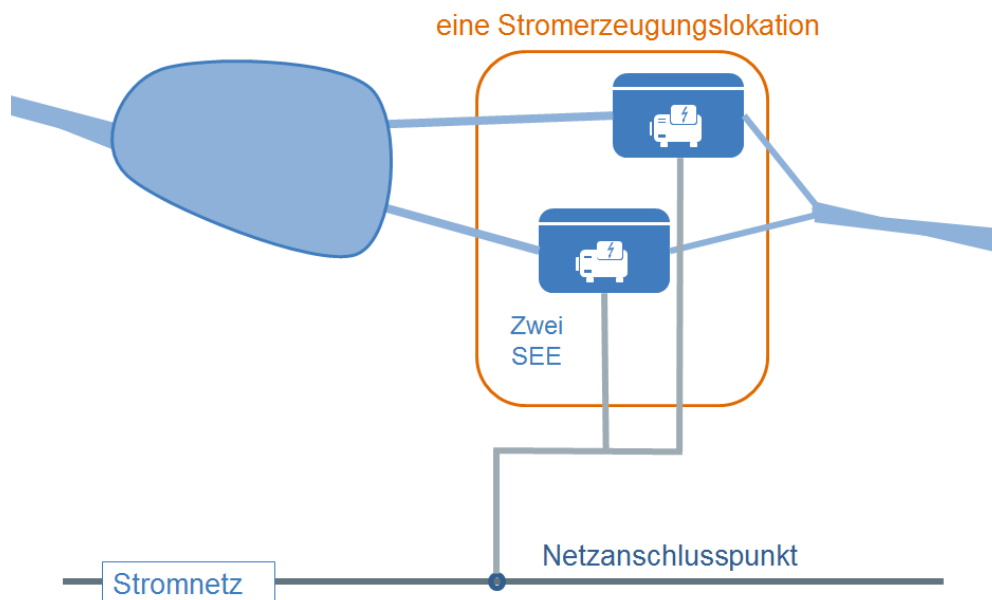 eine Stromerzeugungslokation
Zwei
SEE
Netzanschlusspunkt
Stromnetz